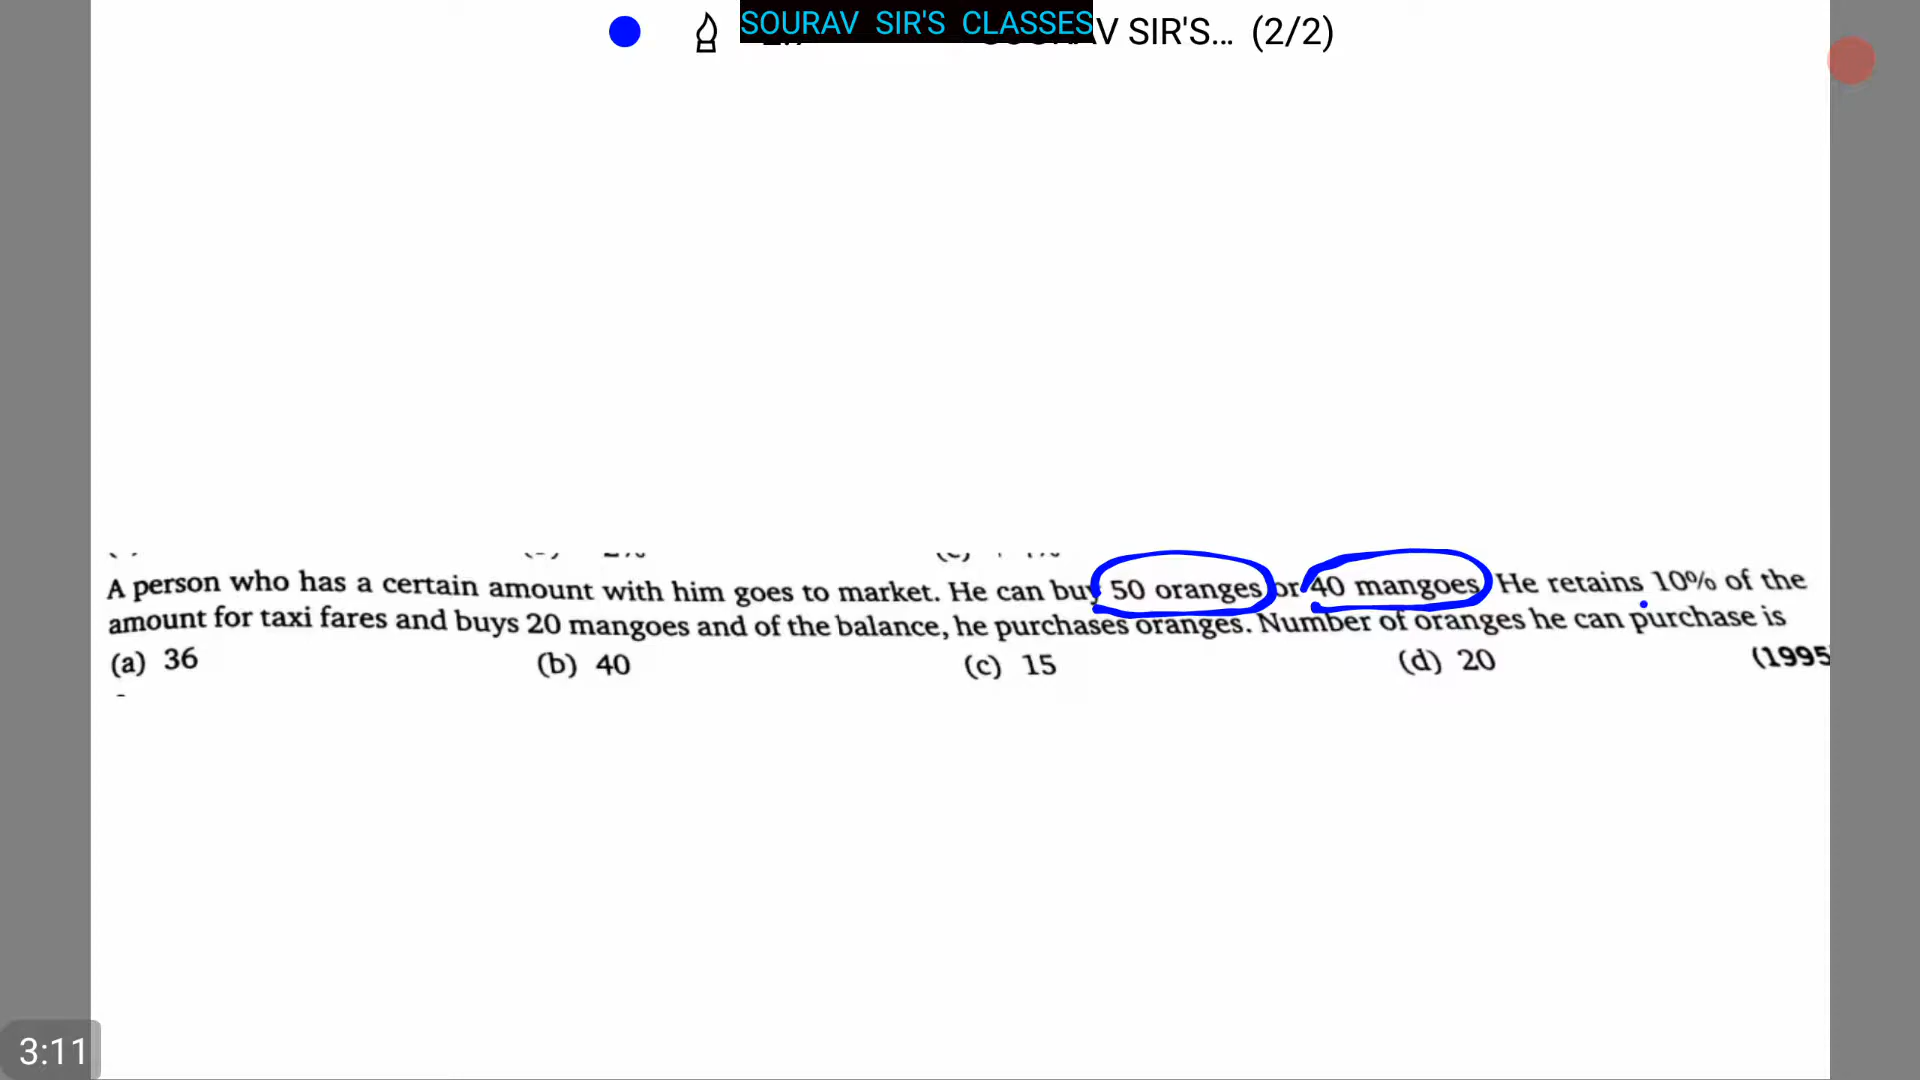 SOURAV SIR'S CLASSES
V SIR'S... (2/2)
A person who has a certain amount with him goes to market. He can buy 50 oranges or 40 mangoes. He retains 10% of the
amount for taxi fares and buys 20 mangoes and of the balance, he purchases oranges. Number of oranges he can purchase is
(a) 36 (b) 40 (c) 15 (d) 20 (1995
3:11